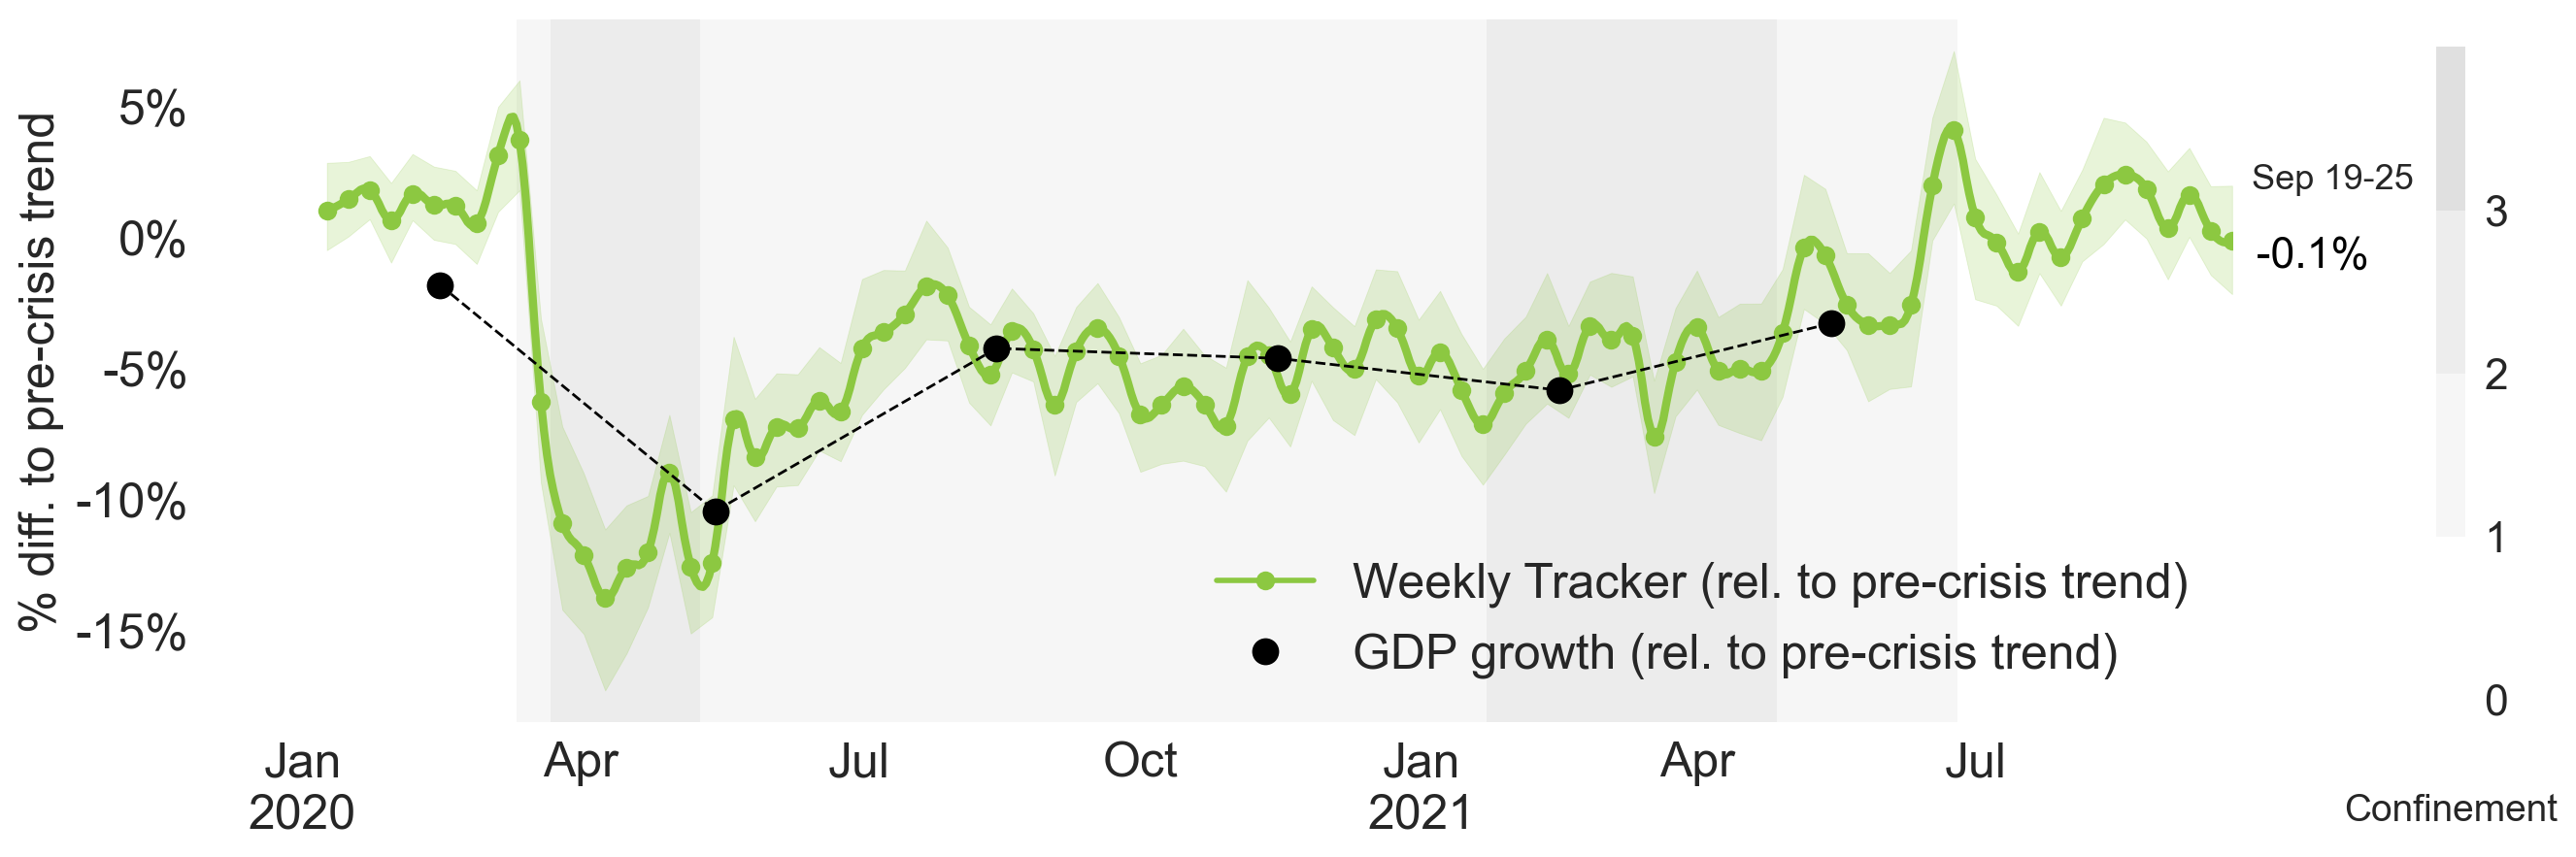 % diff. to pre-crisis trend
5%
0%
-5%
-10%
-15%
Sep 19-25
-0.1%
Weekly Tracker (rel. to pre-crisis trend)
GDP growth (rel. to pre-crisis trend)
3
2
1
0
Confinement
Jan
2020
Apr
Jul
Oct
Jan
2021
Apr
Jul